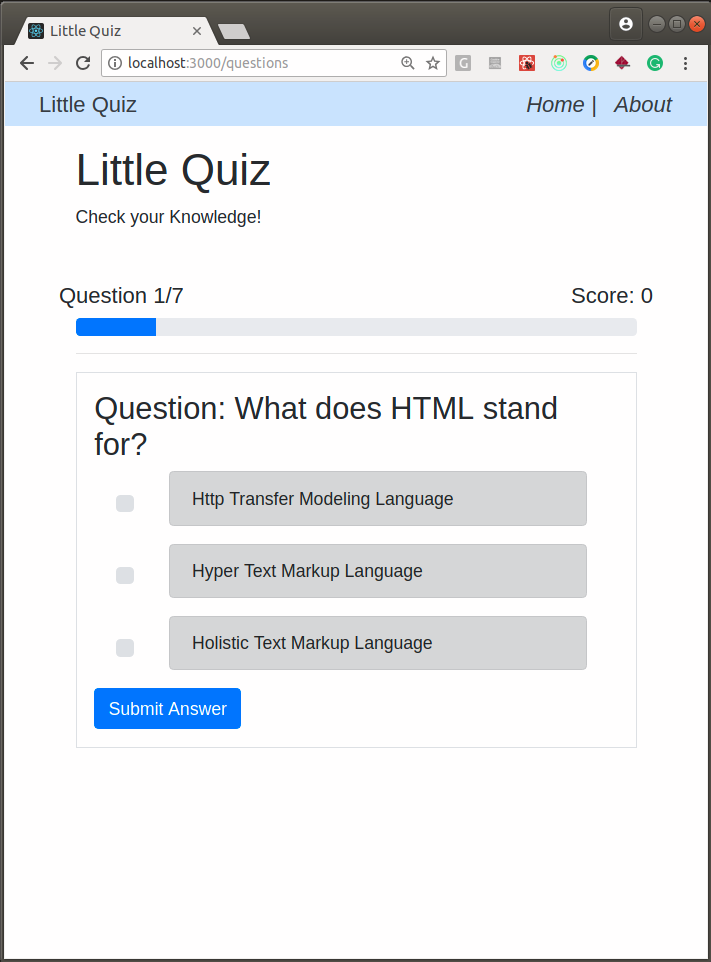 Little Quiz
localhost:3000/questions
G
G
Little Quiz Home | About
Little Quiz
Check your Knowledge!
Question 1/7 Score: 0
Question: What does HTML stand
for?
Http Transfer Modeling Language
Hyper Text Markup Language
Holistic Text Markup Language
Submit Answer